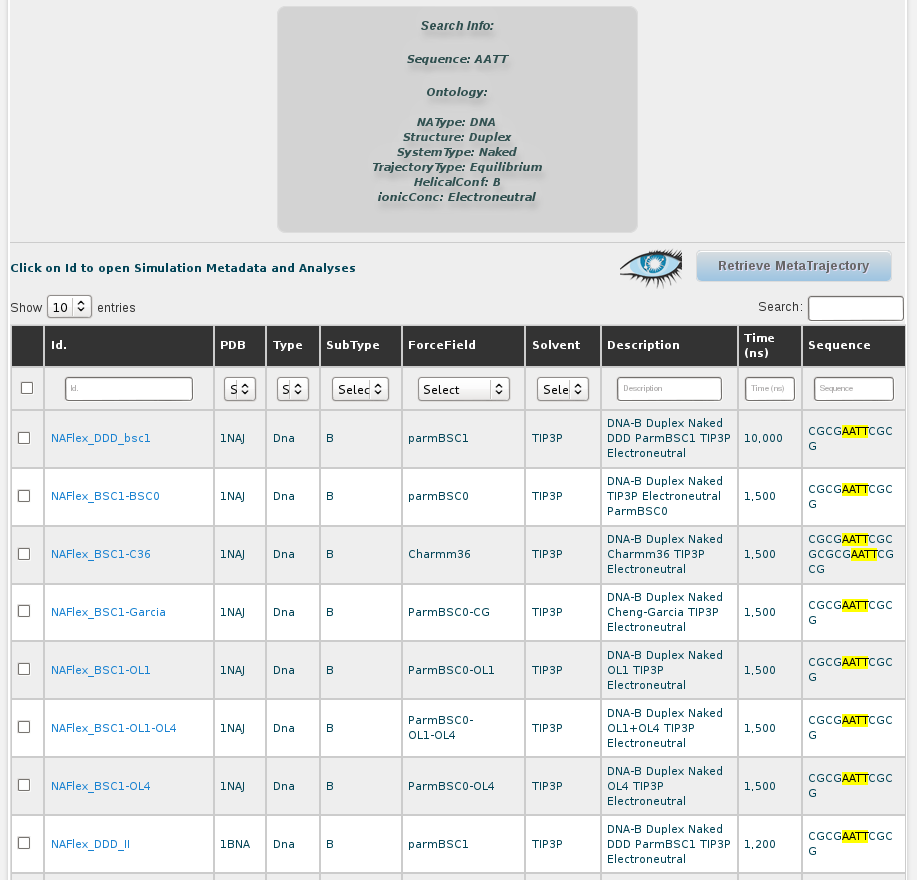 Search Info:
Sequence: AATT
Ontology:
NAType: DNA
Structure: Duplex
SystemType: Naked
TrajectoryType: Equilibrium
HelicalConf: B
ionicConc: Electroneutral
Click on Id to open Simulation Metadata and Analyses
Retrieve MetaTrajectory
Show 10 entries
Search:
Id. PDB Type SubType ForceField Solvent Description Time (ns) Sequence
Id. S S Selec Select Sele Description Time (ns) Sequence
NAFlex_DDD_bsc1 1NAJ Dna B parmBSC1 TIP3P DNA-B Duplex Naked DDD ParmBSC1 TIP3P Electroneutral 10,000 CGCGAATTCGCG
NAFlex_BSC1-BSC0 1NAJ Dna B parmBSC0 TIP3P DNA-B Duplex Naked TIP3P Electroneutral ParmBSC0 1,500 CGCGAATTCGCG
NAFlex_BSC1-C36 1NAJ Dna B Charmm36 TIP3P DNA-B Duplex Naked Charmm36 TIP3P Electroneutral 1,500 CGCGAATTCGCGCGCGAATTCGCG
NAFlex_BSC1-Garcia 1NAJ Dna B ParmBSC0-CG TIP3P DNA-B Duplex Naked Cheng-Garcia TIP3P Electroneutral 1,500 CGCGAATTCGCG
NAFlex_BSC1-OL1 1NAJ Dna B ParmBSC0-OL1 TIP3P DNA-B Duplex Naked OL1 TIP3P Electroneutral 1,500 CGCGAATTCGCG
NAFlex_BSC1-OL1-OL4 1NAJ Dna B ParmBSC0-OL1-OL4 TIP3P DNA-B Duplex Naked OL1+OL4 TIP3P Electroneutral 1,500 CGCGAATTCGCG
NAFlex_BSC1-OL4 1NAJ Dna B ParmBSC0-OL4 TIP3P DNA-B Duplex Naked OL4 TIP3P Electroneutral 1,500 CGCGAATTCGCG
NAFlex_DDD_II 1BNA Dna B parmBSC1 TIP3P DNA-B Duplex Naked DDD ParmBSC1 TIP3P Electroneutral 1,200 CGCGAATTCGCG